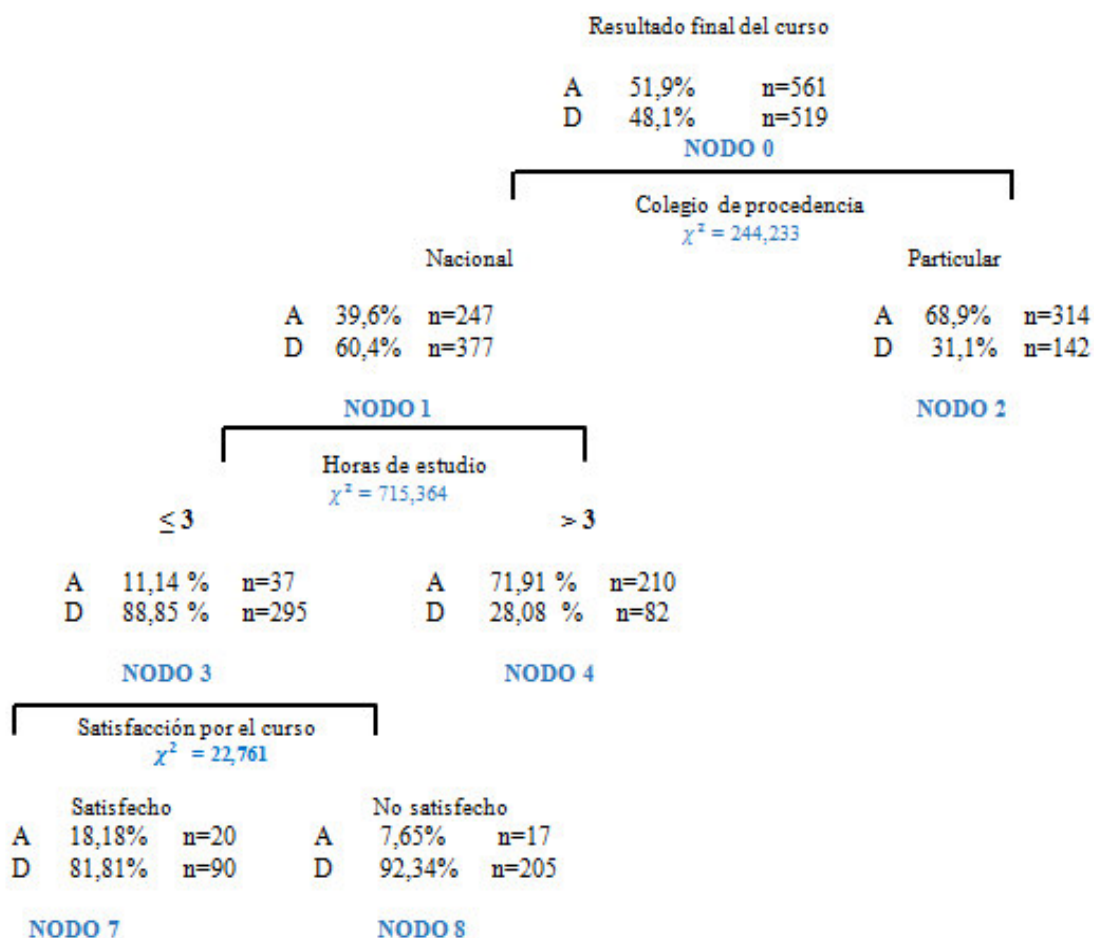 Resultado final del curso
A 51,9% n=561
D 48,1% n=519
NODO 0
Colegio de procedencia
χ² = 244,233
Nacional Particular
A 39,6% n=247 A 68,9% n=314
D 60,4% n=377 D 31,1% n=142
NODO 1 NODO 2
Horas de estudio
χ² = 715,364
≤ 3 > 3
A 11,14 % n=37 A 71,91 % n=210
D 88,85 % n=295 D 28,08 % n=82
NODO 3 NODO 4
Satisfacción por el curso
χ² = 22,761
Satisfecho No satisfecho
A 18,18% n=20 A 7,65% n=17
D 81,81% n=90 D 92,34% n=205
NODO 7 NODO 8